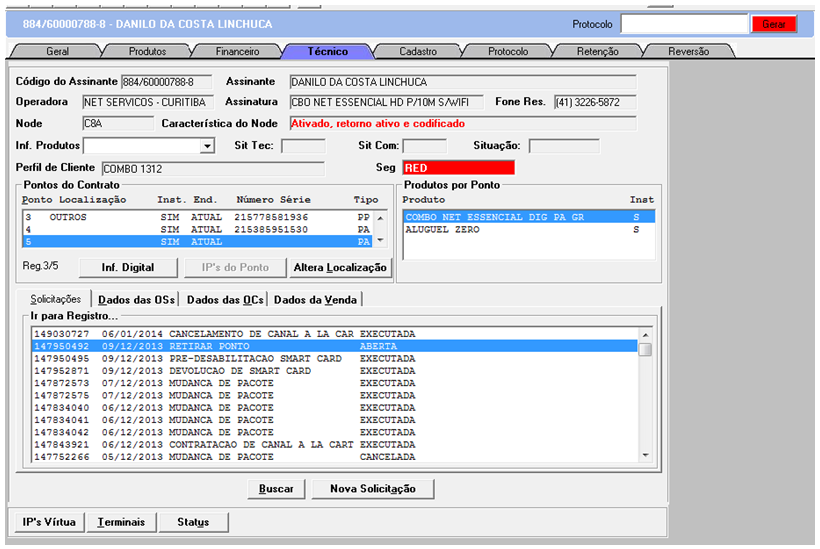 884/60000788-8 - DANILO DA COSTA LINCHUCA Protocolo Gerar
Geral Produtos Financeiro Técnico Cadastro Protocolo Retenção Reversão
Código do Assinante 884/60000788-8 Assinante DANILO DA COSTA LINCHUCA
Operadora NET SERVICOS - CURITIBA Assinatura CBO NET ESSENCIAL HD P/10M S/WIFI Fone Res. (41) 3226-5872
Node C8A Característica do Node Ativado, retorno ativo e codificado
Inf. Produtos Sit Tec: Sit Com: Situação:
Perfil de Cliente COMBO 1312 Seg RED
Pontos do Contrato Produtos por Ponto
Ponto Localização Inst. End. Número Série Tipo Produto Inst
3 OUTROS SIM ATUAL 215778581936 PP COMBO NET ESSENCIAL DIG PA GR S
4 SIM ATUAL 215385951530 PA ALUGUEL ZERO S
5 SIM ATUAL PA
Reg.3/5 Inf. Digital IP's do Ponto Altera Localização
Solicitações Dados das OSs Dados das OCs Dados da Venda
Ir para Registro...
149030727 06/01/2014 CANCELAMENTO DE CANAL A LA CAR EXECUTADA
147950492 09/12/2013 RETIRAR PONTO ABERTA
147950495 09/12/2013 PRE-DESABILITACAO SMART CARD EXECUTADA
147952871 09/12/2013 DEVOLUCAO DE SMART CARD EXECUTADA
147872573 07/12/2013 MUDANCA DE PACOTE EXECUTADA
147872575 07/12/2013 MUDANCA DE PACOTE EXECUTADA
147834040 06/12/2013 MUDANCA DE PACOTE EXECUTADA
147834041 06/12/2013 MUDANCA DE PACOTE EXECUTADA
147834042 06/12/2013 MUDANCA DE PACOTE EXECUTADA
147843921 06/12/2013 CONTRATACAO DE CANAL A LA CART EXECUTADA
147752266 05/12/2013 MUDANCA DE PACOTE CANCELADA
Buscar Nova Solicitação
IP's Vírtua Terminais Status